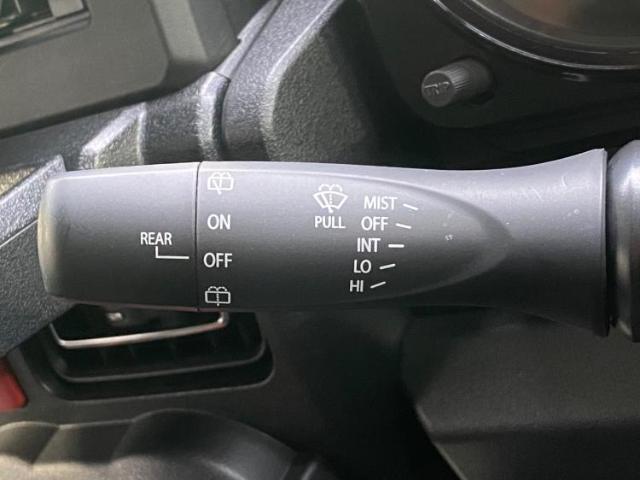 TRIP
ON
REAR
OFF
PULL
MIST
OFF
INT
LO
HI